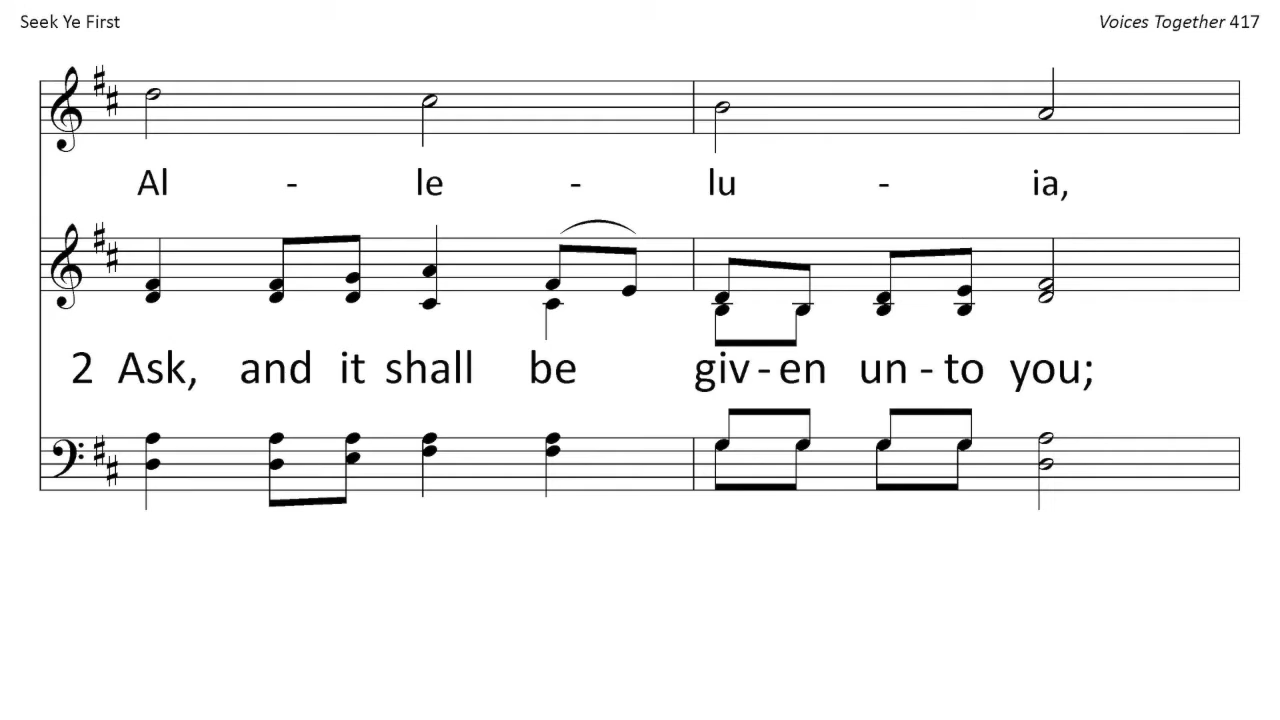 Seek Ye First
Voices Together 417
Al - le - lu - ia,
2 Ask, and it shall be giv - en un - to you;